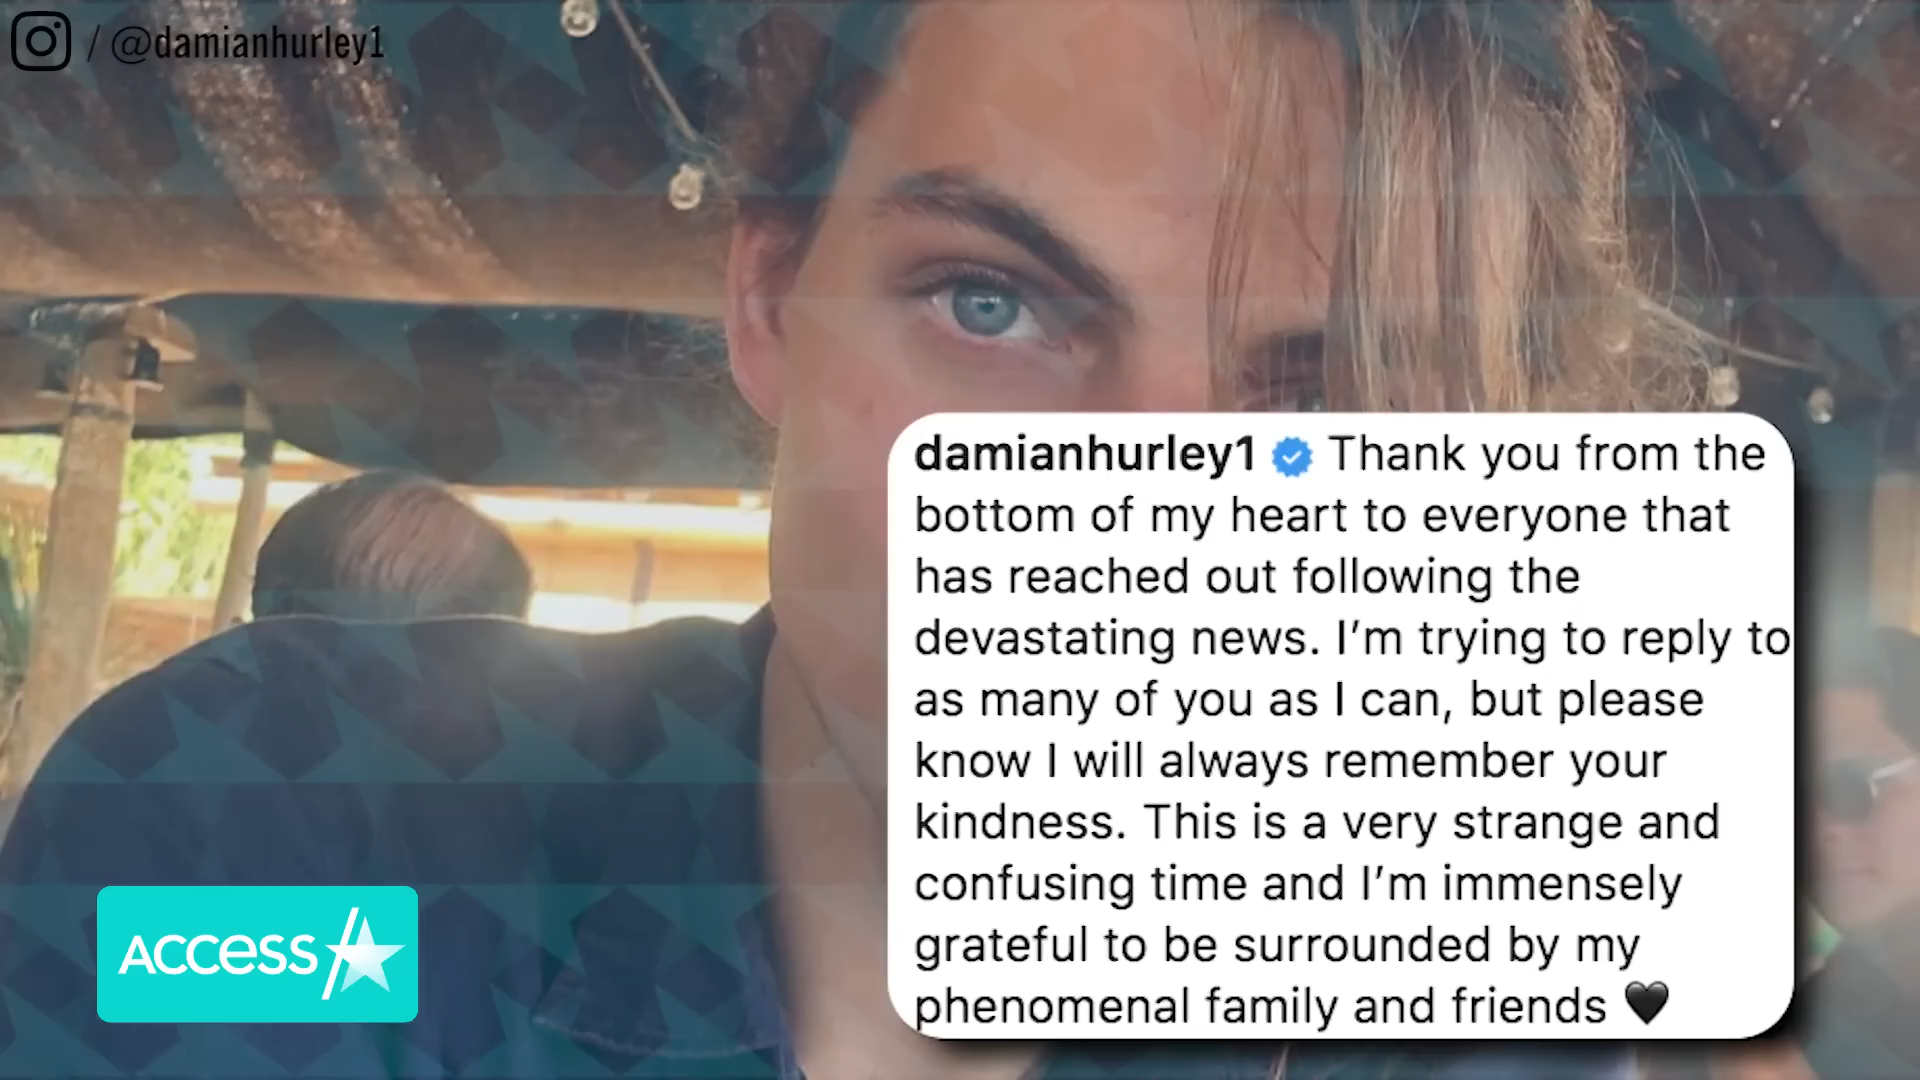 / @damianhurley1
damianhurley1 Thank you from the
bottom of my heart to everyone that
has reached out following the
devastating news. I’m trying to reply to
as many of you as I can, but please
know I will always remember your
kindness. This is a very strange and
confusing time and I’m immensely
grateful to be surrounded by my
phenomenal family and friends 🖤
ACCESS